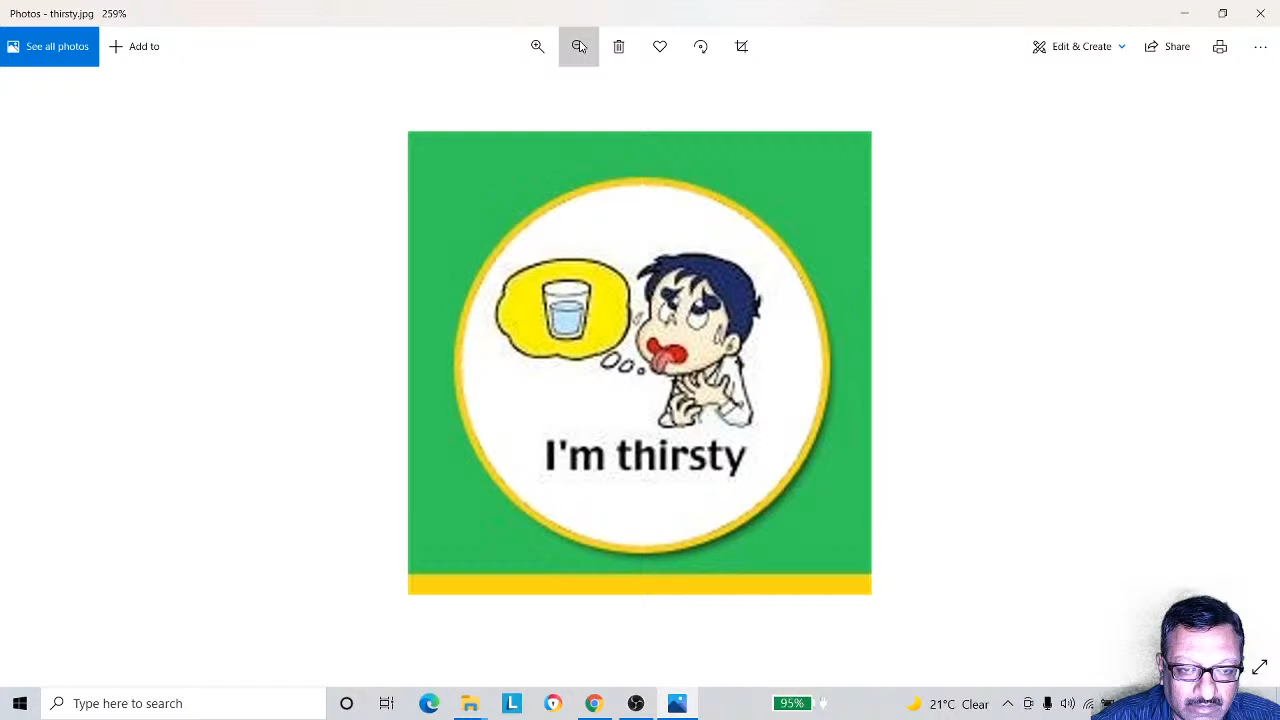 Photos - thirsty.jpg 259%
See all photos
Add to
Edit & Create
Share
I'm thirsty
Type here to search
L
95%
21°C Clear